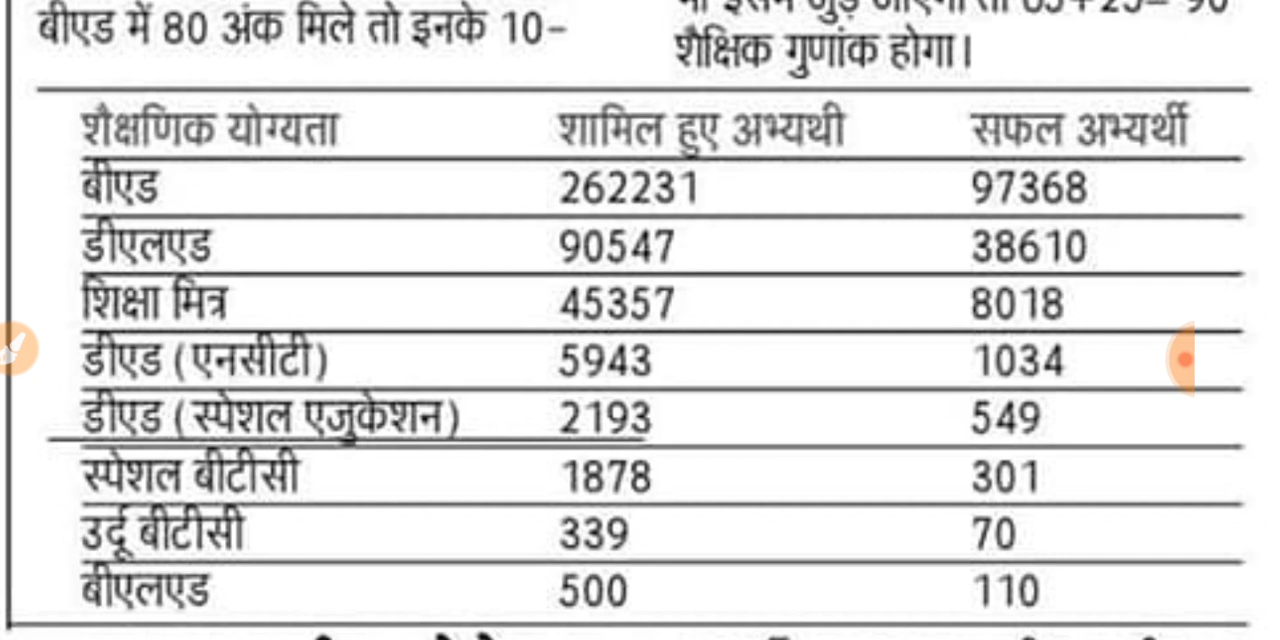 बीएड में 80 अंक मिले तो इनके 10-
शैक्षिक गुणांक होगा।
शैक्षणिक योग्यता शामिल हुए अभ्यथी सफल अभ्यर्थी
बीएड 262231 97368
डीएलएड 90547 38610
शिक्षा मित्र 45357 8018
डीएड (एनसीटी) 5943 1034
डीएड (स्पेशल एजुकेशन) 2193 549
स्पेशल बीटीसी 1878 301
उर्दू बीटीसी 339 70
बीएलएड 500 110